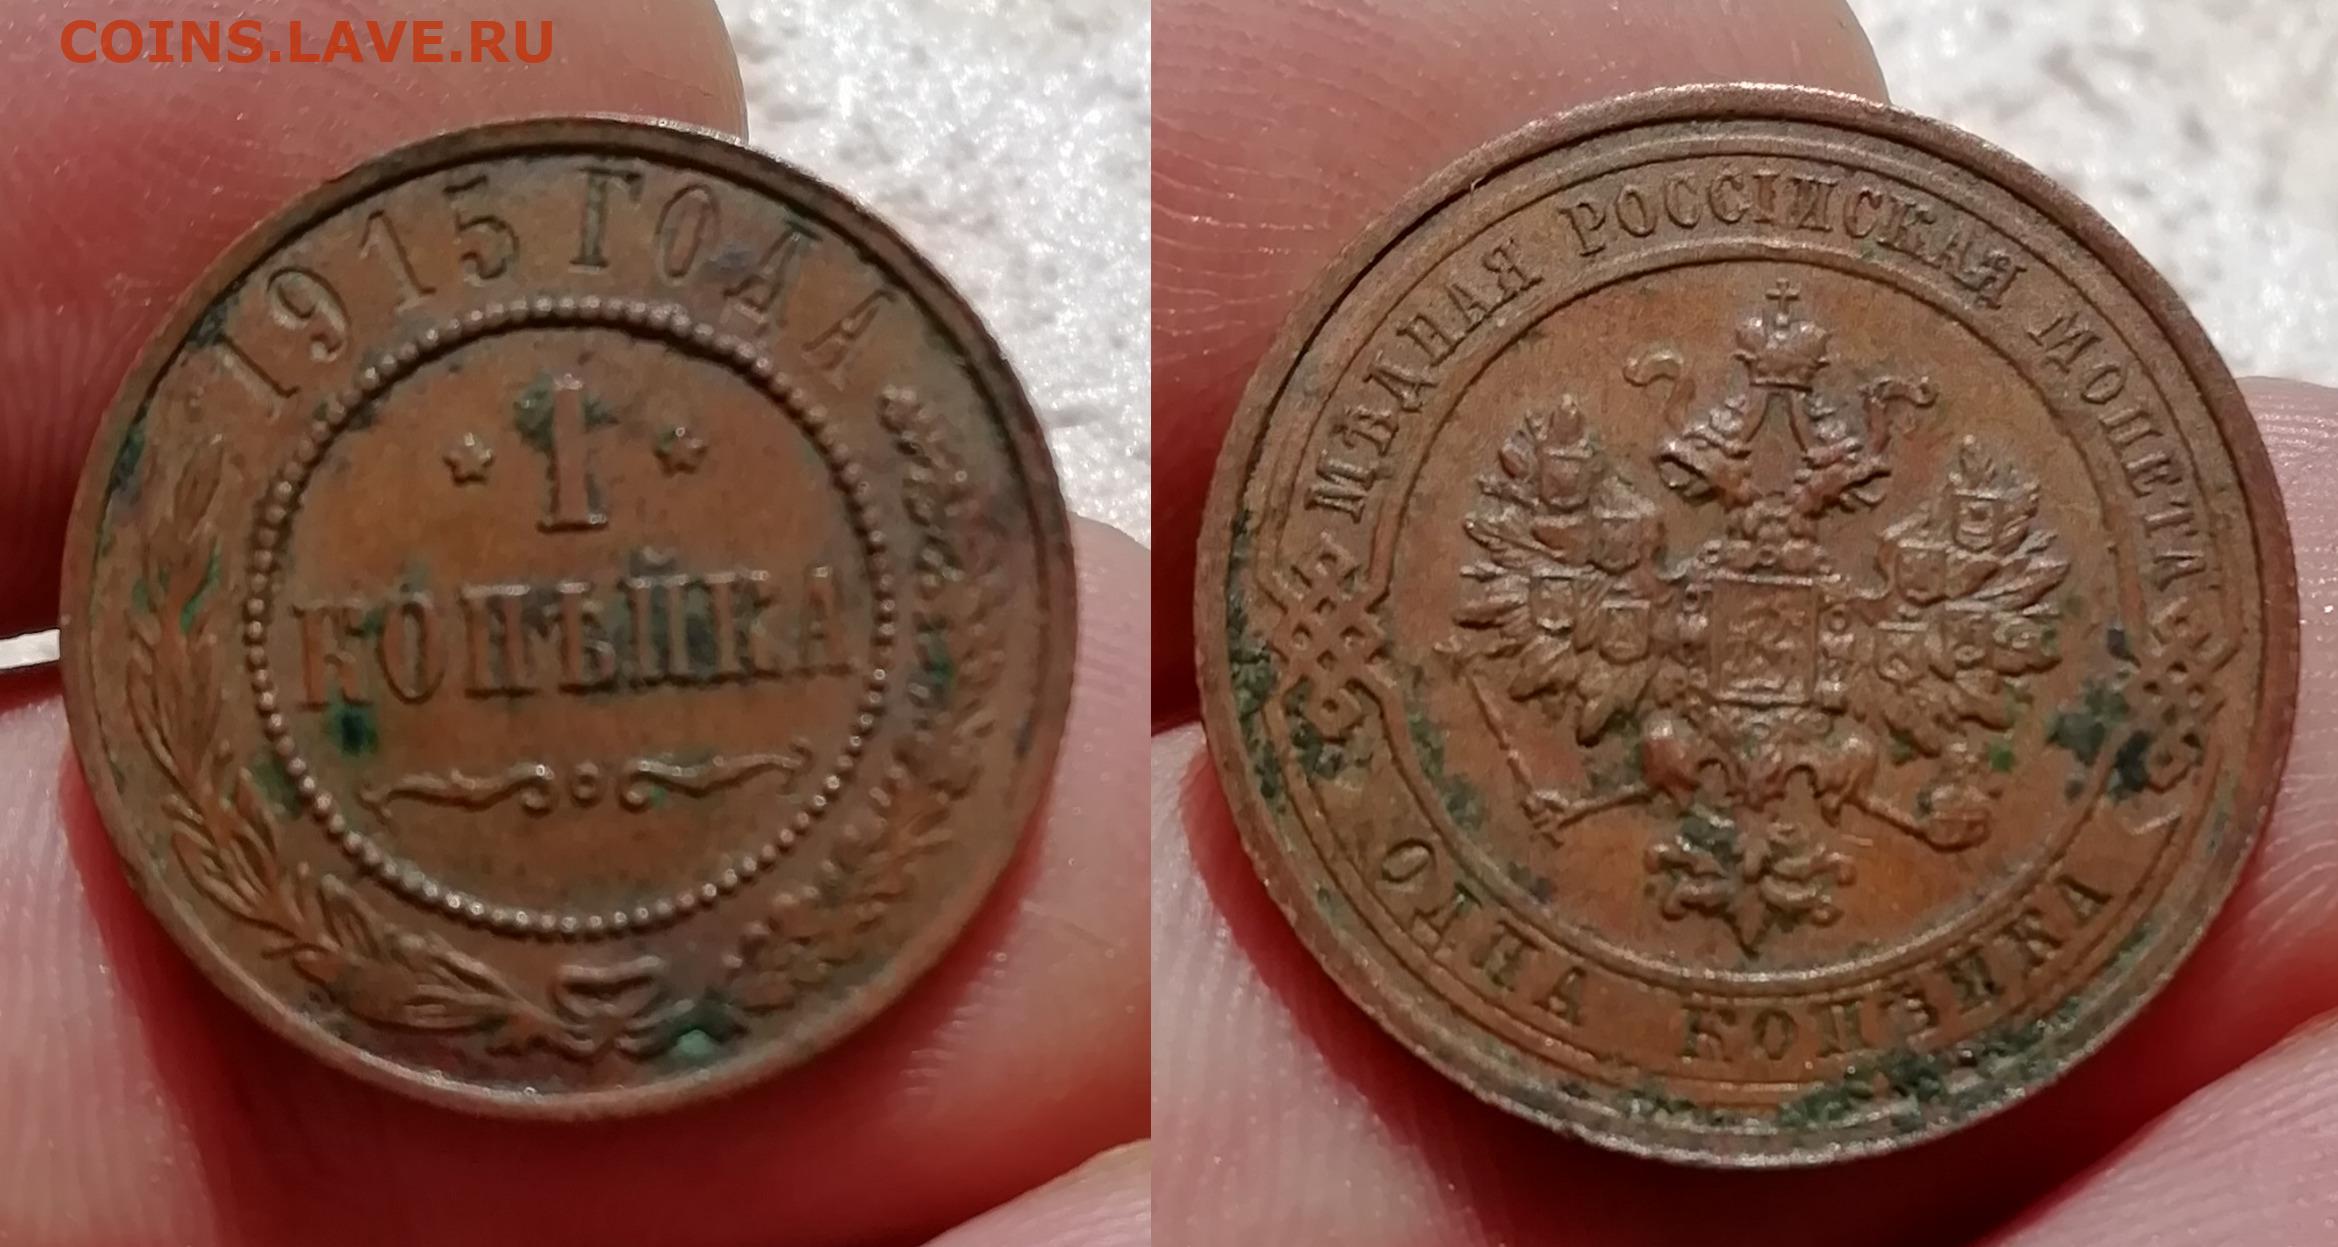 COINS.LAVE.RU
1915 ГОДА
1
КОПѢЙКА
МѢДНАЯ РОССІЙСКАЯ МОНЕТА
ОДНА КОПѢЙКА